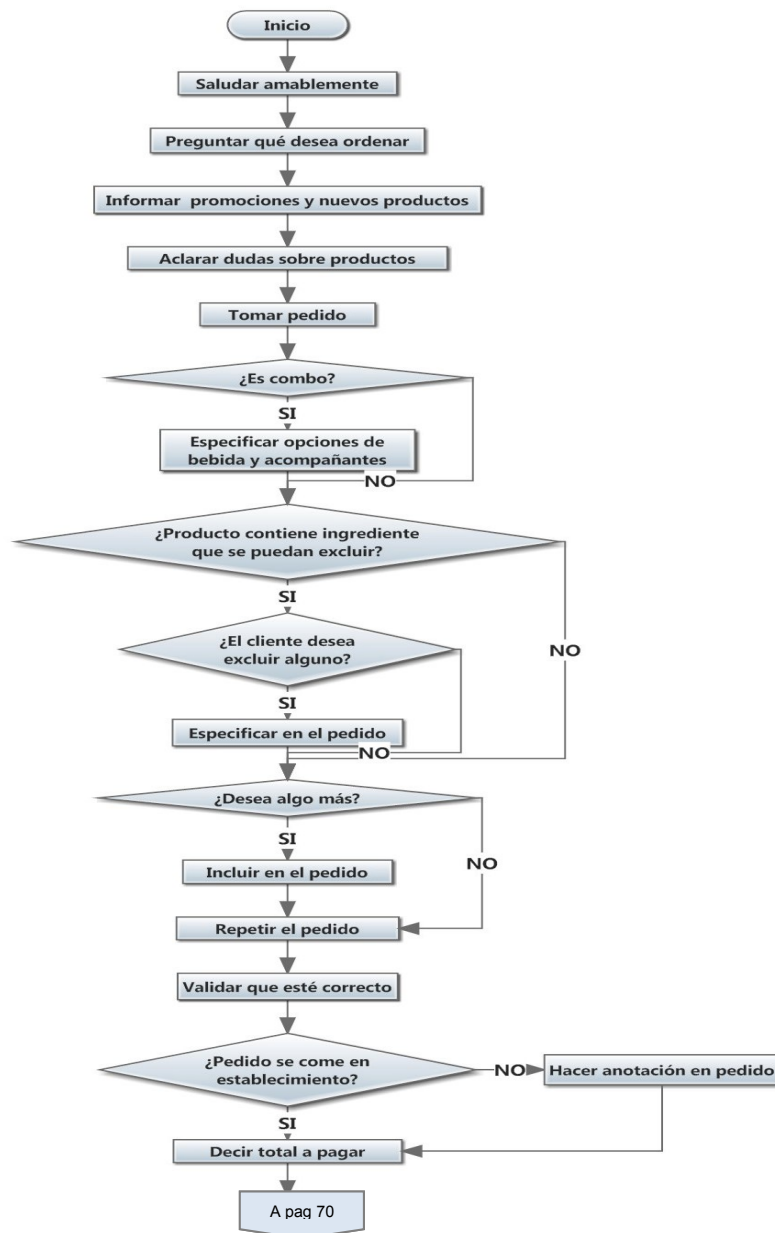 Inicio
Saludar amablemente
Preguntar qué desea ordenar
Informar promociones y nuevos productos
Aclarar dudas sobre productos
Tomar pedido
¿Es combo?
SI
Especificar opciones de
bebida y acompañantes
NO
¿Producto contiene ingrediente
que se puedan excluir?
SI
¿El cliente desea
excluir alguno?
NO
SI
Especificar en el pedido
NO
¿Desea algo más?
SI
NO
Incluir en el pedido
Repetir el pedido
Validar que esté correcto
¿Pedido se come en
establecimiento?
NO
Hacer anotación en pedido
SI
Decir total a pagar
A pag 70